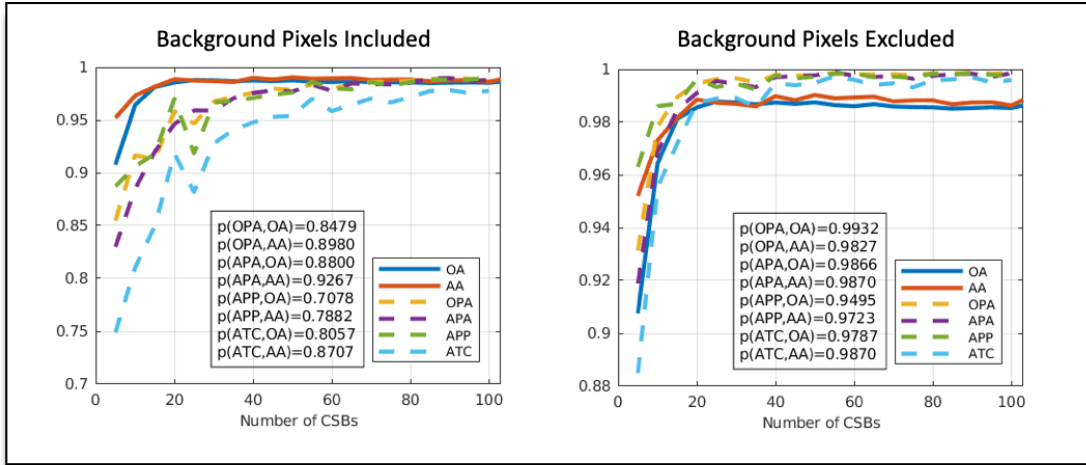 Background Pixels Included
1
0.95
0.9
0.85
0.8
0.75
0.7
0
20
40
60
80
100
Number of CSBs
p(OPA,OA)=0.8479
p(OPA,AA)=0.8980
p(APA,OA)=0.8800
p(APA,AA)=0.9267
p(APP,OA)=0.7078
p(APP,AA)=0.7882
p(ATC,OA)=0.8057
p(ATC,AA)=0.8707
OA
AA
OPA
APA
APP
ATC
Background Pixels Excluded
1
0.98
0.96
0.94
0.92
0.9
0.88
0
20
40
60
80
100
Number of CSBs
p(OPA,OA)=0.9932
p(OPA,AA)=0.9827
p(APA,OA)=0.9866
p(APA,AA)=0.9870
p(APP,OA)=0.9495
p(APP,AA)=0.9723
p(ATC,OA)=0.9787
p(ATC,AA)=0.9870
OA
AA
OPA
APA
APP
ATC